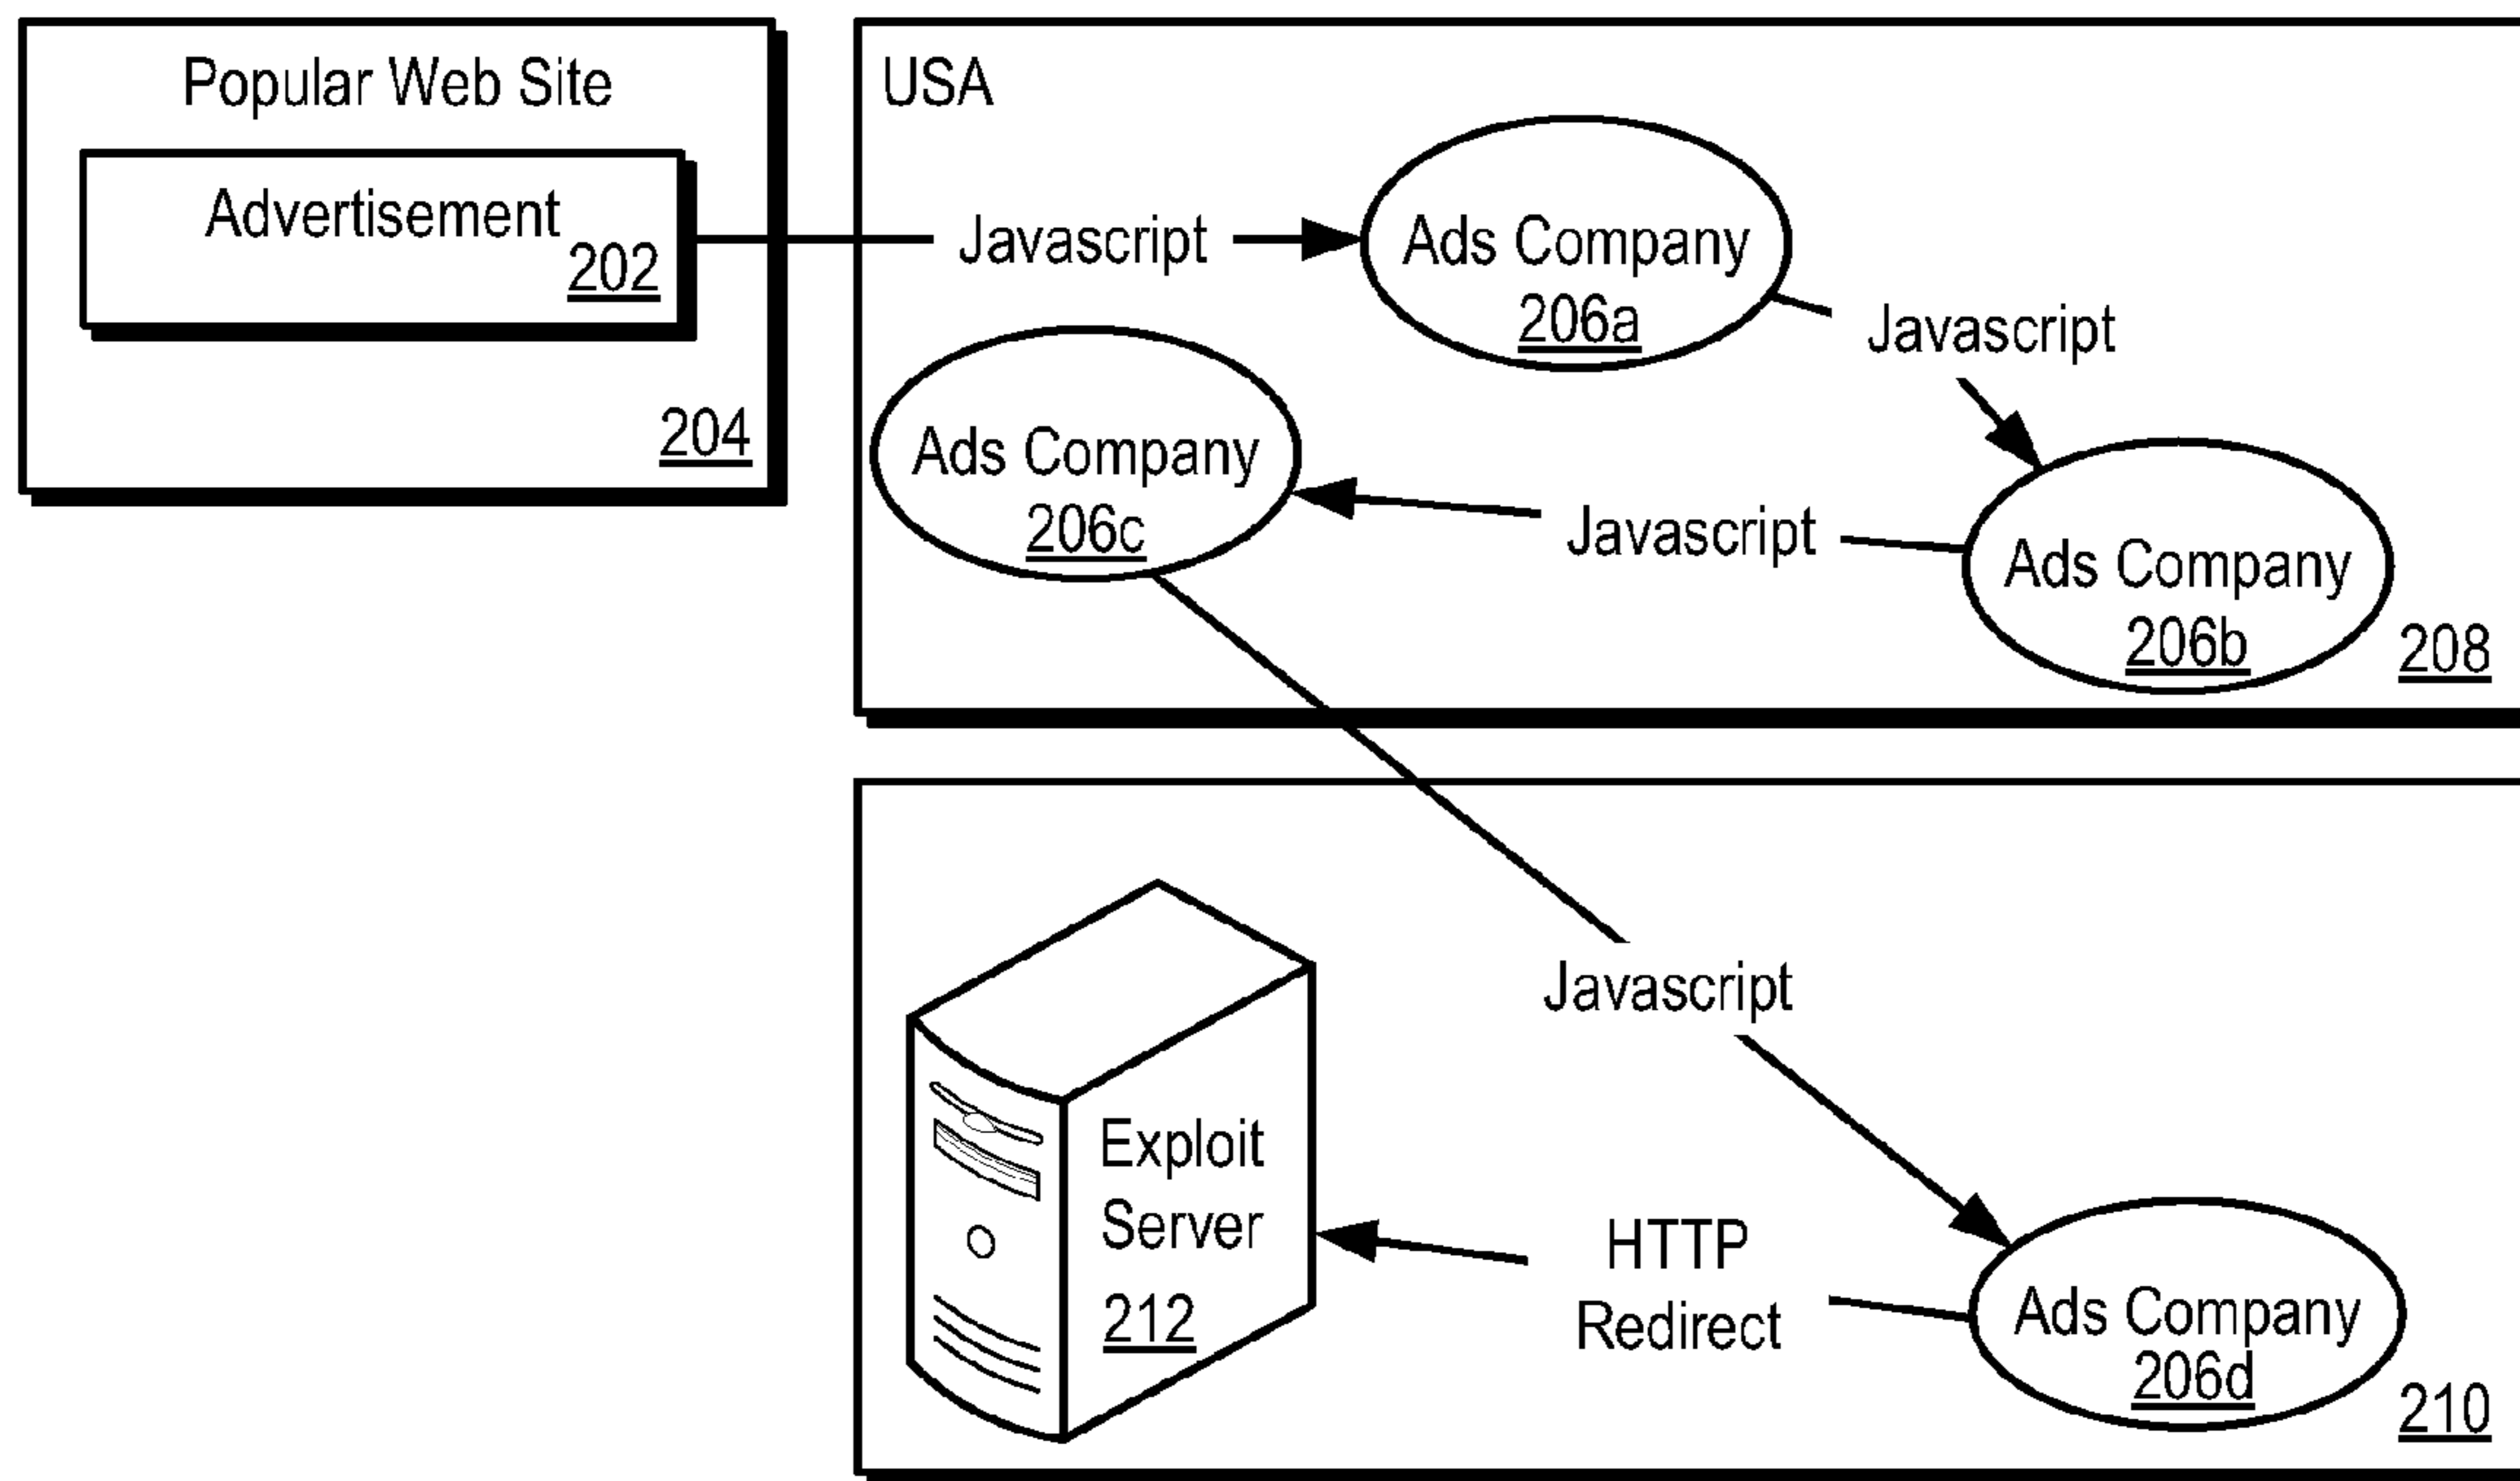 Popular Web Site
Advertisement
202
204
USA
Javascript
Ads Company
206a
Javascript
Ads Company
206b
Javascript
Ads Company
206c
208
Javascript
Ads Company
206d
HTTP
Redirect
Exploit
Server
212
210